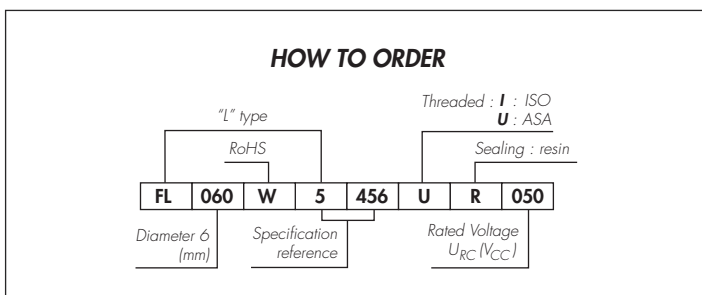 HOW TO ORDER
Threaded : I : ISO
U : ASA
"L" type
RoHS
Sealing : resin
FL 060 W 5 456 U R 050
Diameter 6
(mm)
Specification
reference
Rated Voltage
URC (VCC)